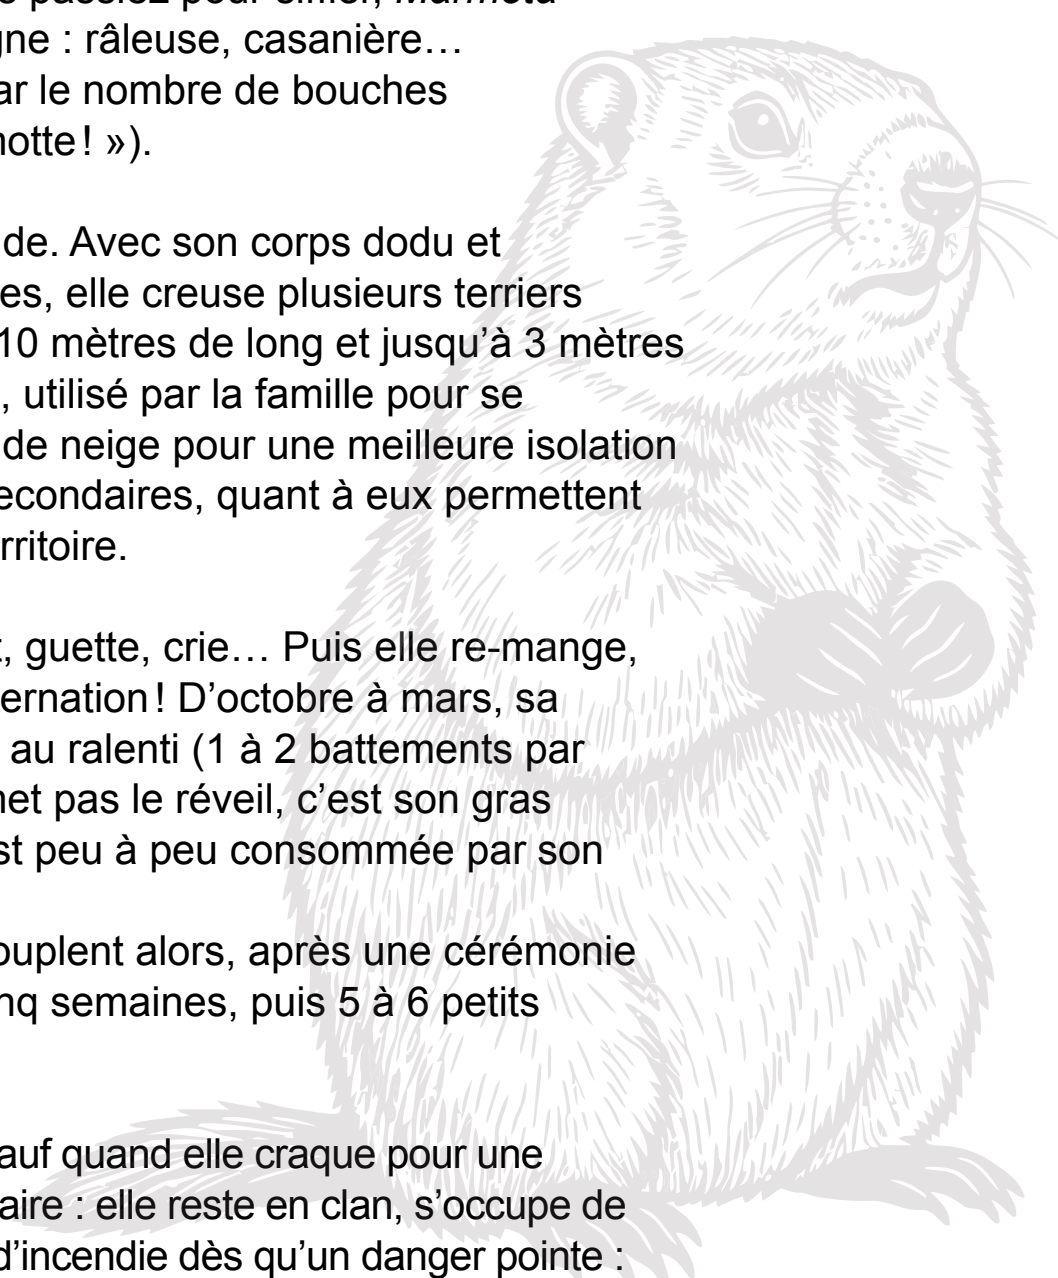 passiez pour sinler, Marmota
gne : râleuse, casanière…
ar le nombre de bouches
notte ! »).
de. Avec son corps dodu et
es, elle creuse plusieurs terriers
10 mètres de long et jusqu’à 3 mètres
, utilisé par la famille pour se
de neige pour une meilleure isolation
econdaires, quant à eux permettent
rritoire.
t, guette, crie… Puis elle re-mange,
ernation ! D’octobre à mars, sa
au ralenti (1 à 2 battements par
net pas le réveil, c’est son gras
st peu à peu consommée par son
ouplent alors, après une cérémonie
nq semaines, puis 5 à 6 petits
auf quand elle craque pour une
aire : elle reste en clan, s’occupe de
d’incendie dès qu’un danger pointe :